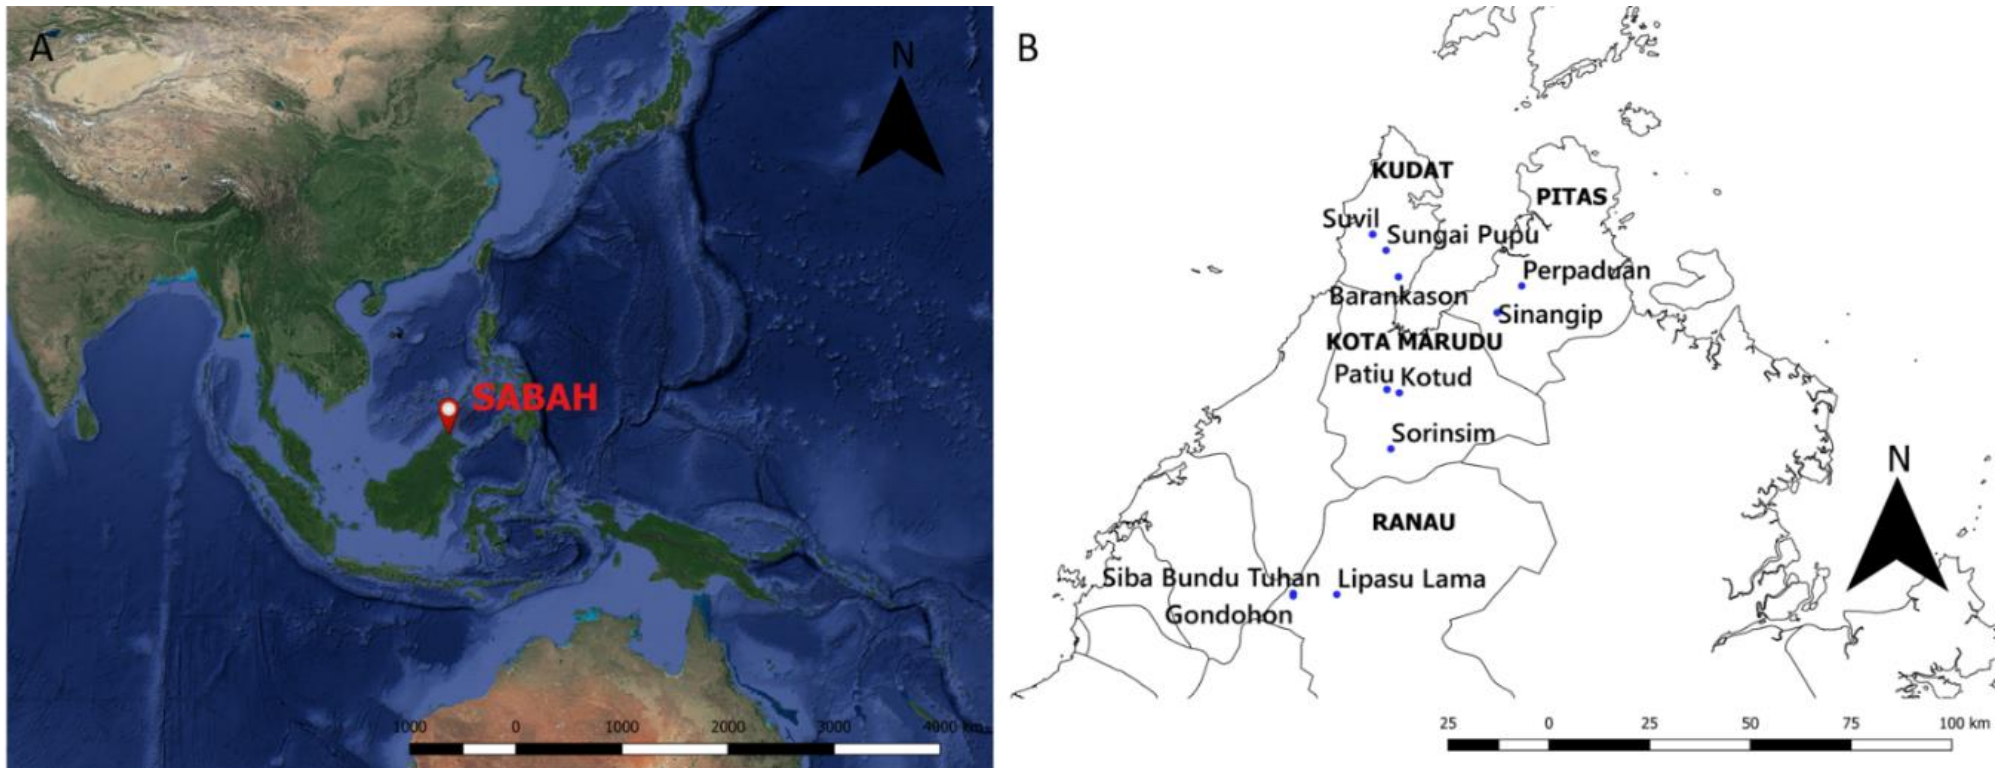 A
N
SABAH
1000 0 1000 2000 3000 4000 km
B
KUDAT
PITAS
Suvil
Sungai Pupu
Perpaduan
Barankason
Sinangip
KOTA MARUDU
Patiu Kotud
Sorinsim
N
RANAU
Siba Bundu Tuhan Lipasu Lama
Gondohon
25 0 25 50 75 100 km